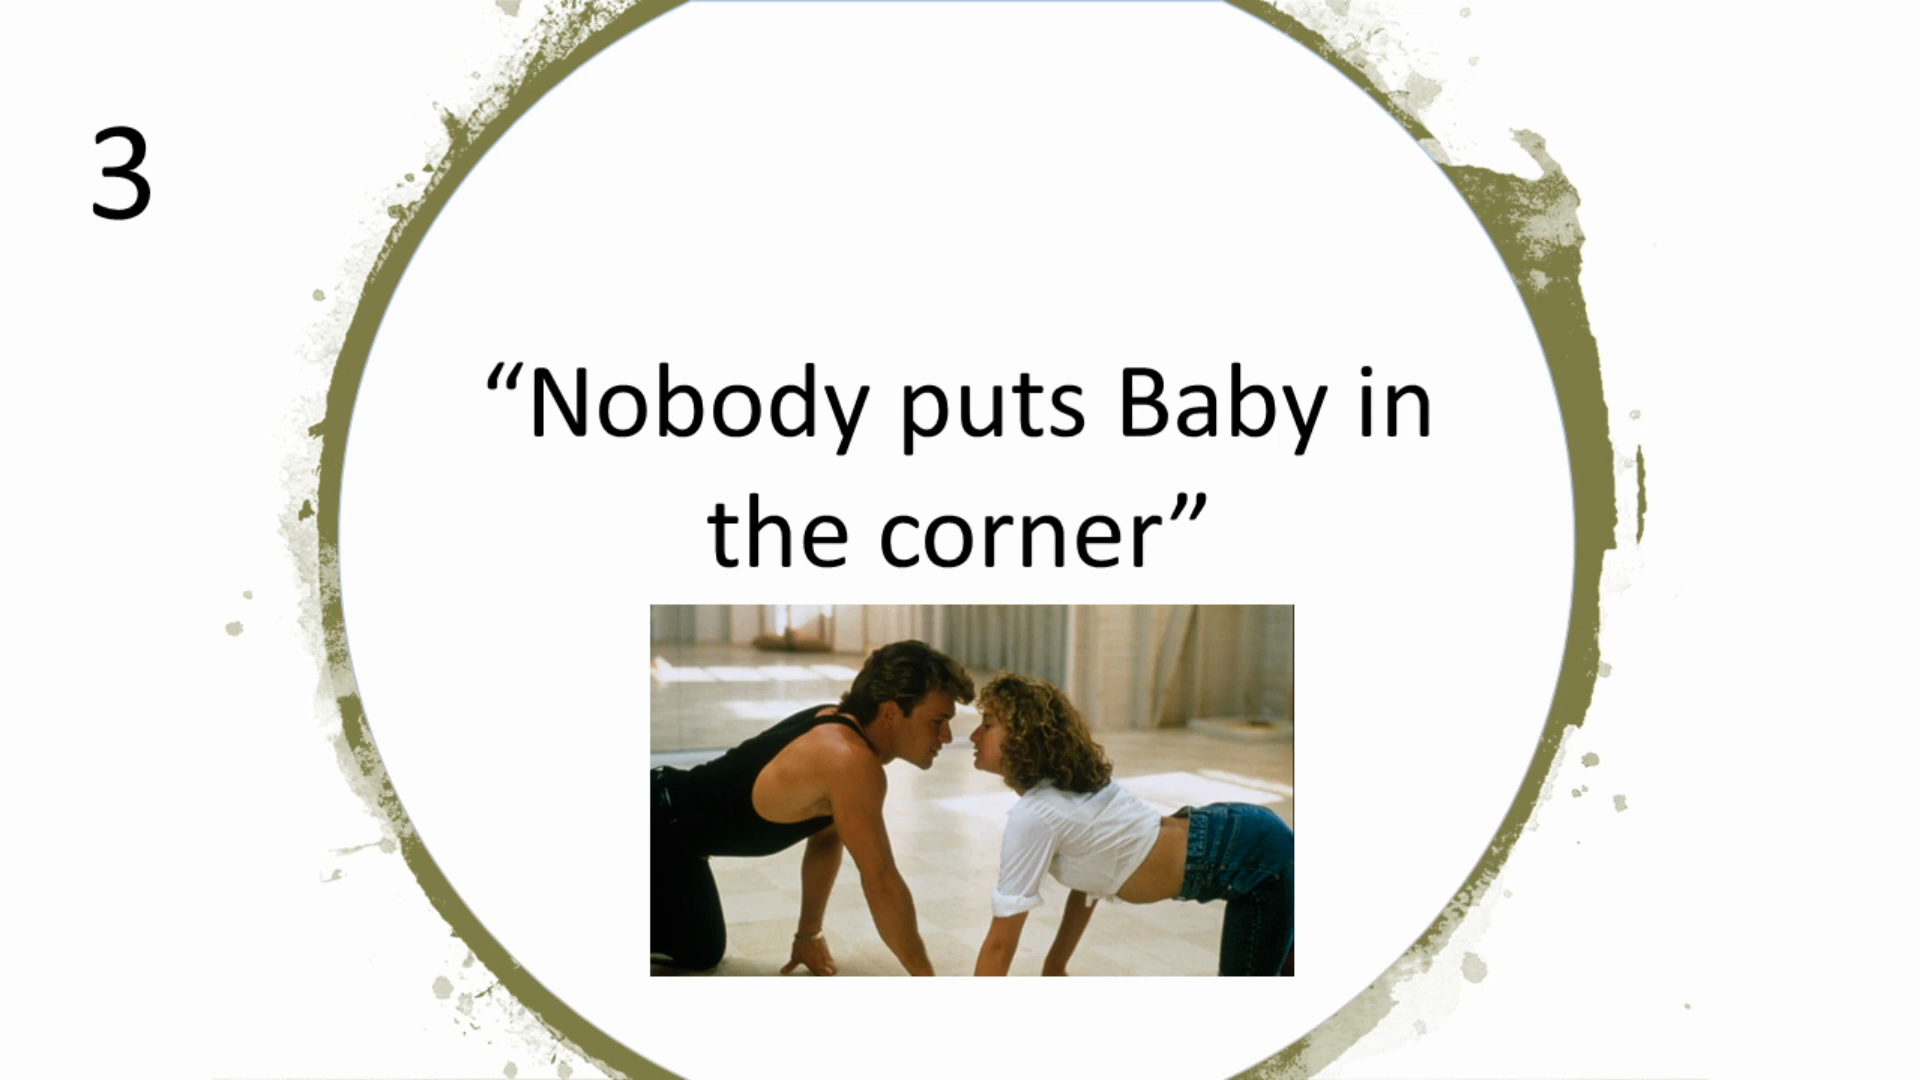 3
“Nobody puts Baby in
the corner”